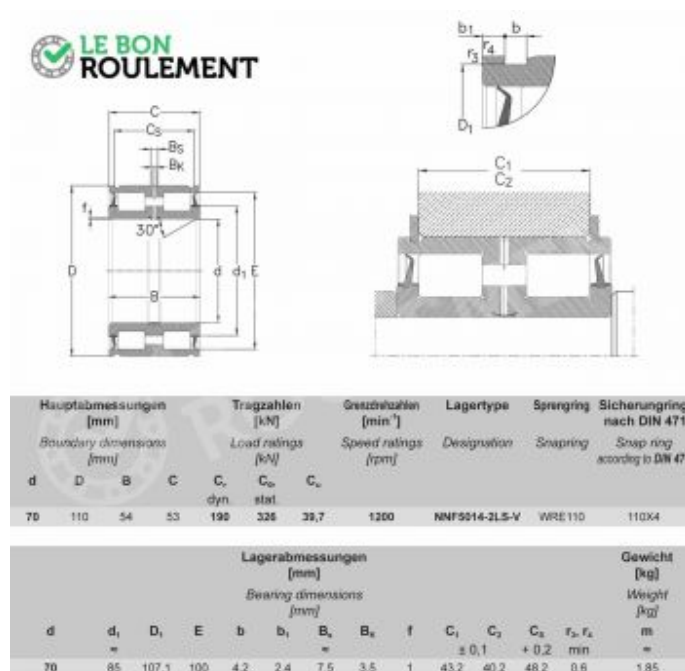 LE BON
ROULEMENT
b₁ b
r₄
r₃
D₁
C
Cₛ
Bₛ
Bₖ
C₁
C₂
f
30°
D
d
d₁
E
B
Hauptabmessungen Tragzahlen Grenzdrehzahlen Lagertype Sprengring Sicherungring
[mm] [kN] [min⁻¹] nach DIN 471
Boundary dimensions Load ratings Speed ratings Designation Snapring Snap ring
[mm] [kN] [rpm] according to DIN 47
d D B C Cᵣ C₀ᵣ Cᵤ
dyn. stat.
70 110 54 53 190 326 39,7 1200 NNF5014-2LS-V WRE110 110X4
Lagerabmessungen Gewicht
[mm] [kg]
Bearing dimensions Weight
[mm] [kg]
d d₁ D₁ E b b₁ Bₛ Bₖ f C₁ C₂ Cₛ r₃, r₄ m
≈ ≈ ± 0,1 + 0,2 min ≈
70 85 107,1 100 4,2 2,4 7,5 3,5 1 43,2 40,2 48,2 0,6 1,85